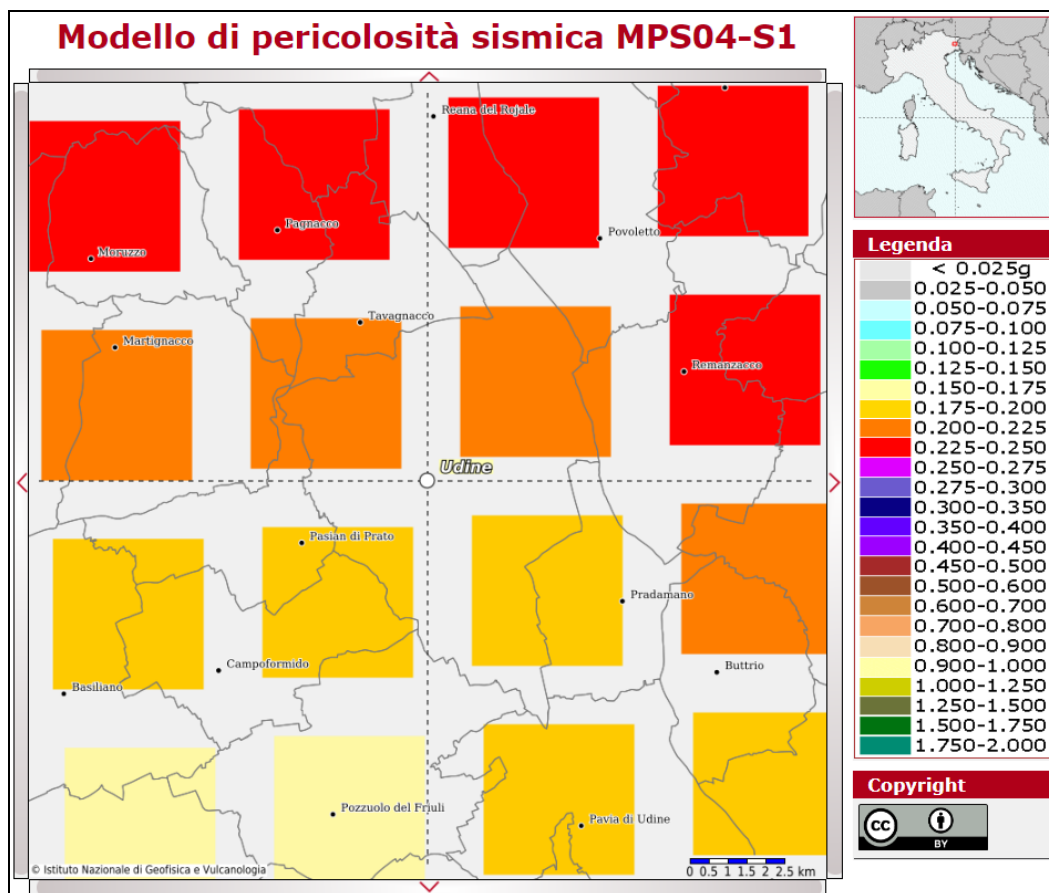 Modello di pericolosità sismica MPS04-S1
Reana del Rojale
Pagnacco
Povoletto
Moruzzo
Tavagnacco
Martignacco
Remanzacco
Udine
Pasian di Prato
Pradamano
Campoformido
Buttrio
Basiliano
Pozzuolo del Friuli
Pavia di Udine
© Istituto Nazionale di Geofisica e Vulcanologia
0 0.5 1 1.5 2 2.5 km
Legenda
< 0.025g
0.025-0.050
0.050-0.075
0.075-0.100
0.100-0.125
0.125-0.150
0.150-0.175
0.175-0.200
0.200-0.225
0.225-0.250
0.250-0.275
0.275-0.300
0.300-0.350
0.350-0.400
0.400-0.450
0.450-0.500
0.500-0.600
0.600-0.700
0.700-0.800
0.800-0.900
0.900-1.000
1.000-1.250
1.250-1.500
1.500-1.750
1.750-2.000
Copyright
cc
BY